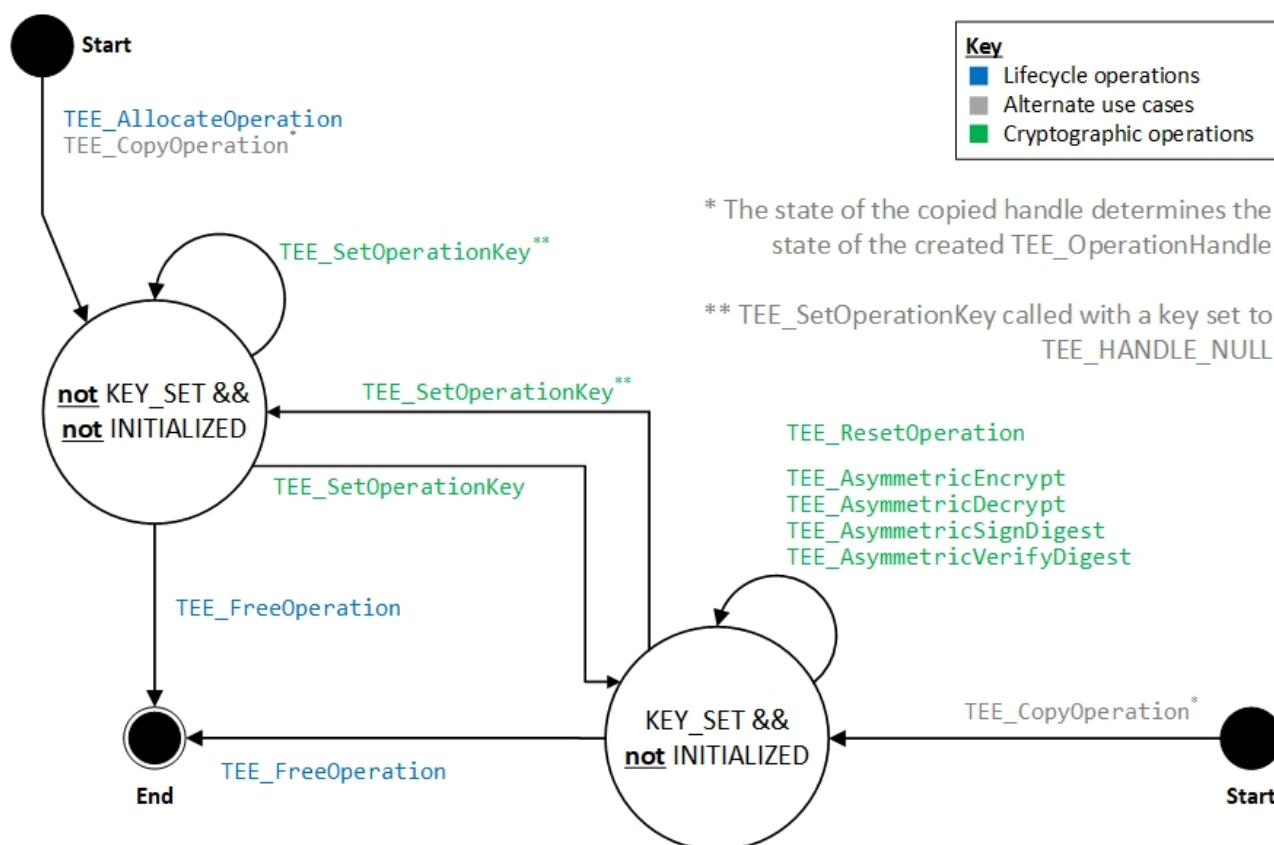 Start
TEE_AllocateOperation
TEE_CopyOperation*
Key
Lifecycle operations
Alternate use cases
Cryptographic operations
* The state of the copied handle determines the
state of the created TEE_OperationHandle
** TEE_SetOperationKey called with a key set to
TEE_HANDLE_NULL
TEE_SetOperationKey**
not KEY_SET &&
not INITIALIZED
TEE_SetOperationKey**
TEE_SetOperationKey
TEE_ResetOperation
TEE_AsymmetricEncrypt
TEE_AsymmetricDecrypt
TEE_AsymmetricSignDigest
TEE_AsymmetricVerifyDigest
TEE_FreeOperation
KEY_SET &&
not INITIALIZED
TEE_CopyOperation*
TEE_FreeOperation
End
Start